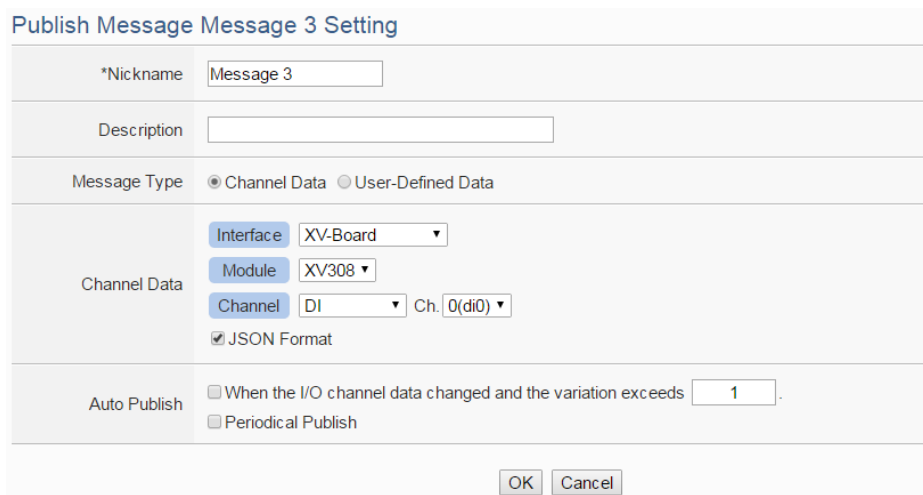 Publish Message Message 3 Setting
*Nickname Message 3
Description
Message Type Channel Data User-Defined Data
Interface XV-Board
Module XV308
Channel Data
Channel DI Ch. 0(di0)
JSON Format
When the I/O channel data changed and the variation exceeds 1 .
Auto Publish
Periodical Publish
OK Cancel